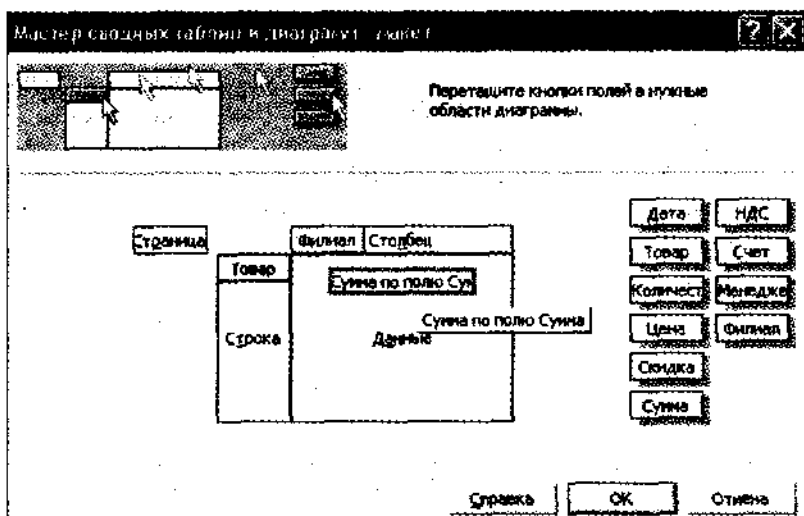 Мастер сводных таблиц и диаграмм - макет
Перетащите кнопки полей в нужные
области диаграммы.
Страница
Филиал Столбец
Товар
Сумма по полю Сум
Сумма по полю Сумма
Строка
Данные
Дата НДС
Товар Счет
Количест Менедже
Цена Филиал
Скидка
Сумма
Справка ОК Отмена